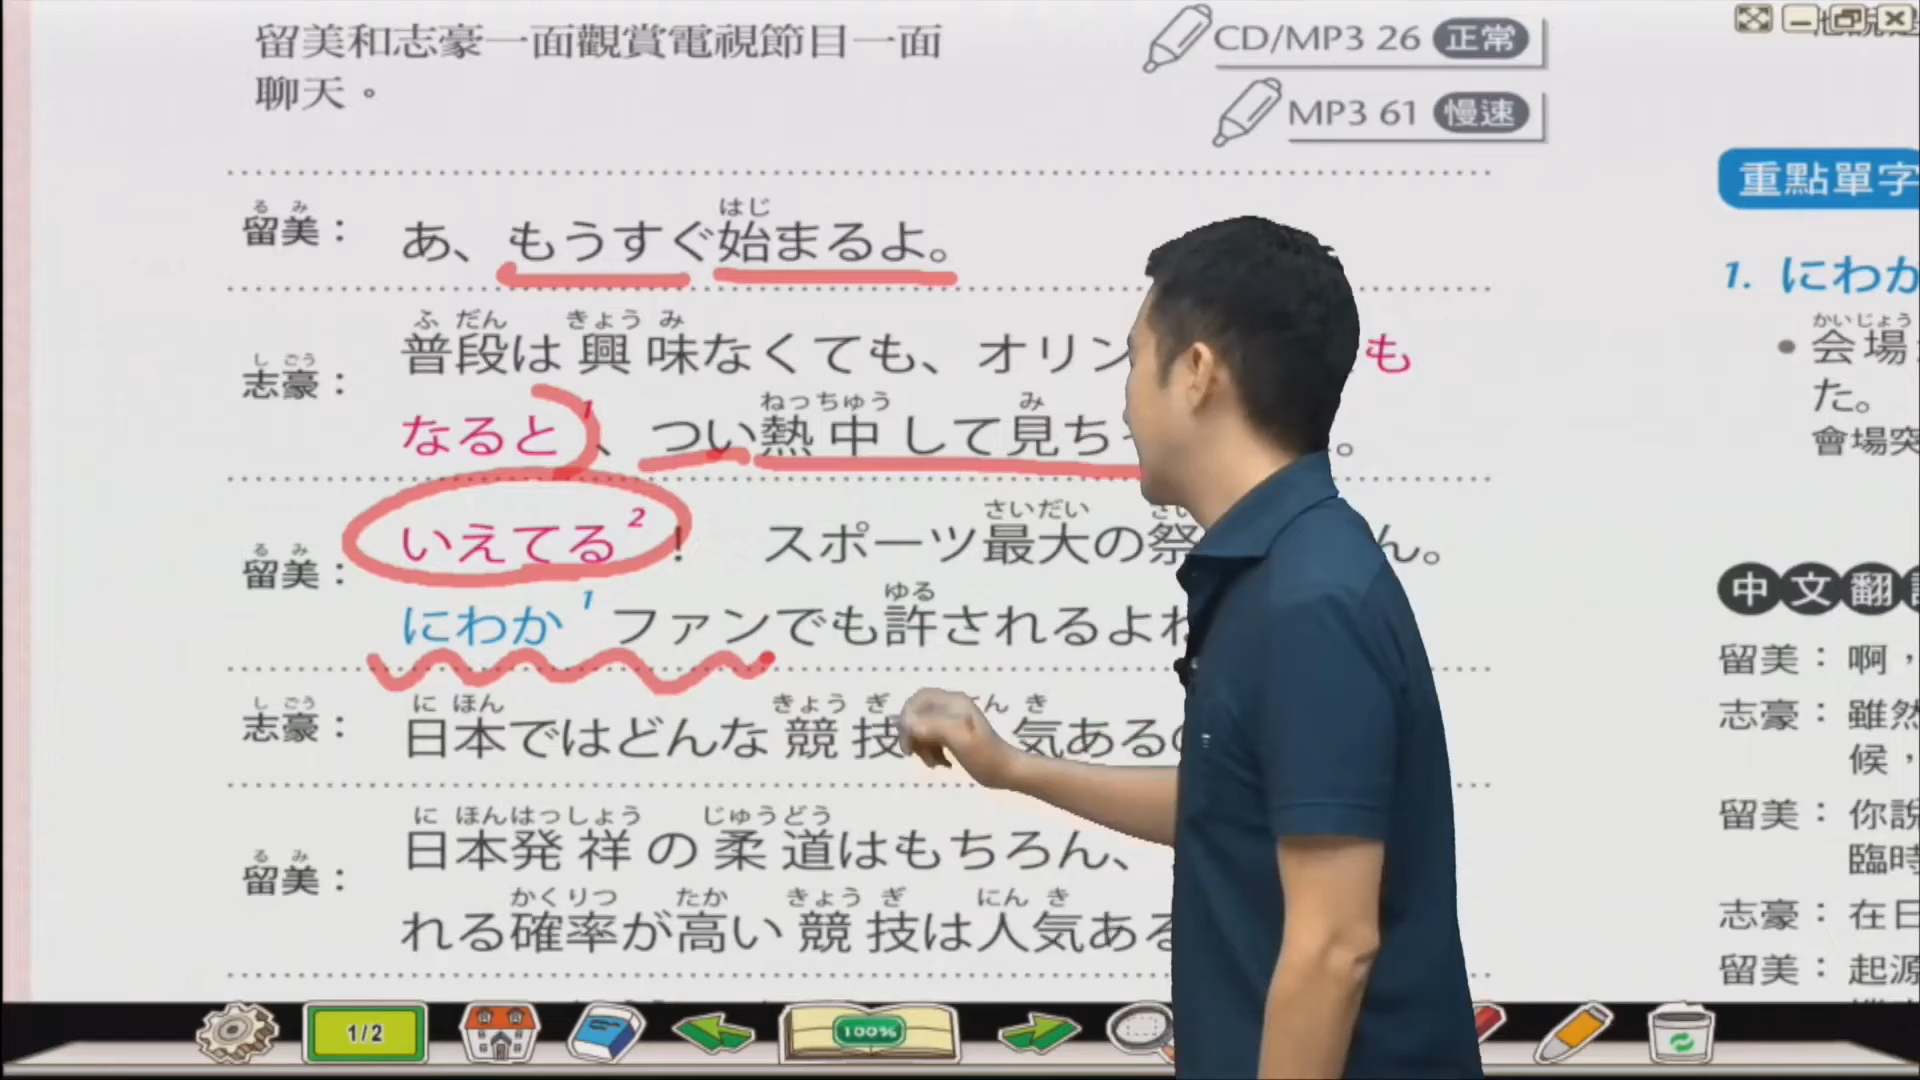 留美和志豪一面觀賞電視節目一面
聊天。
CD/MP3 26 正常
MP3 61 慢速
るみ はじ
留美： あ、もうすぐ始まるよ。
ふだん きょうみ
しごう
志豪： 普段は興味なくても、オリン も
ねっちゅう み
なると¹、つい熱中して見ち 。
さいだい
いえてる²！ スポーツ最大の祭 ん。
るみ
留美：
ゆる
にわか¹ファンでも許されるよね
にほん きょうぎ んき
しごう
志豪： 日本ではどんな競技 気あるの
にほんはっしょう じゅうどう
日本発祥の柔道はもちろん、
るみ
留美：
かくりつ たか きょうぎ にんき
れる確率が高い競技は人気ある
重點單字
1. にわか
かいじょう
• 会場
た。
會場突
中文翻
留美：啊，
志豪：雖然
候，
留美：你說
臨時
志豪：在日
留美：起源
1/2
100%